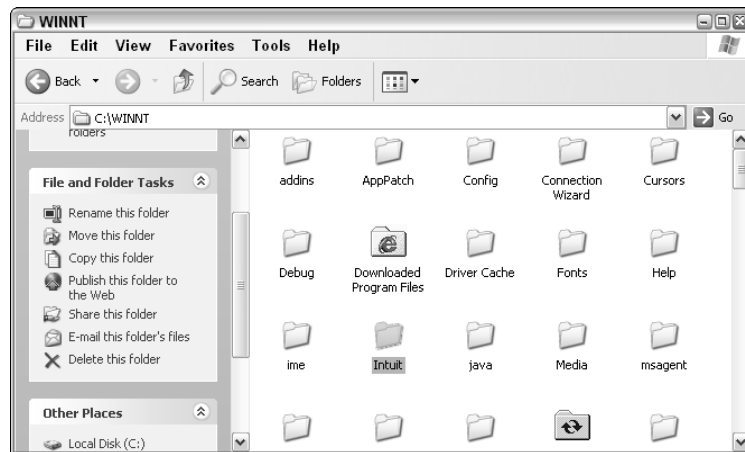 WINNT
File Edit View Favorites Tools Help
Back Search Folders
Address C:\WINNT Go
folders
File and Folder Tasks
Rename this folder
Move this folder
Copy this folder
Publish this folder to
the Web
Share this folder
E-mail this folder's files
Delete this folder
Other Places
Local Disk (C:)
addins AppPatch Config Connection
Wizard Cursors
Debug Downloaded
Program Files Driver Cache Fonts Help
ime Intuit java Media msagent